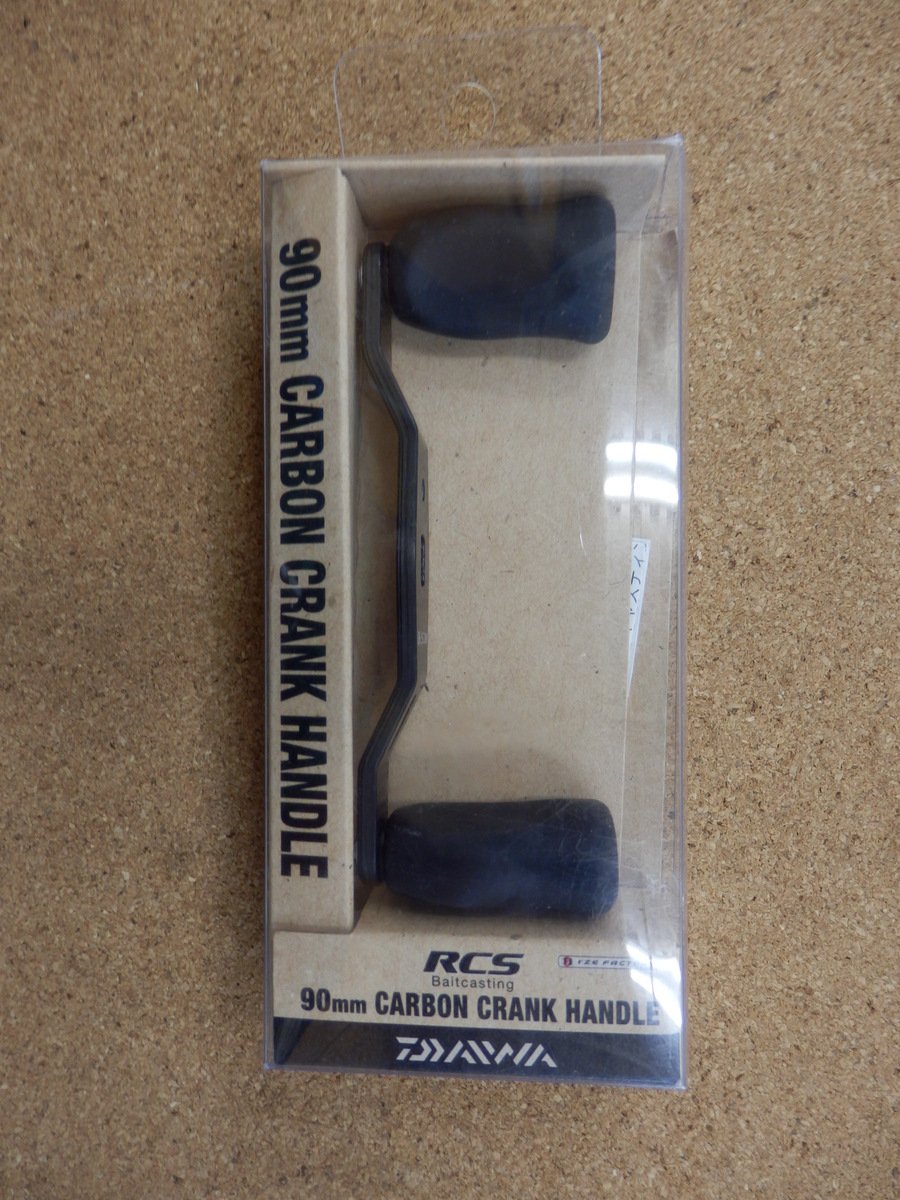 90mm CARBON CRANK HANDLE
RCS
Baitcasting
90mm CARBON CRANK HANDLE
DAIWA